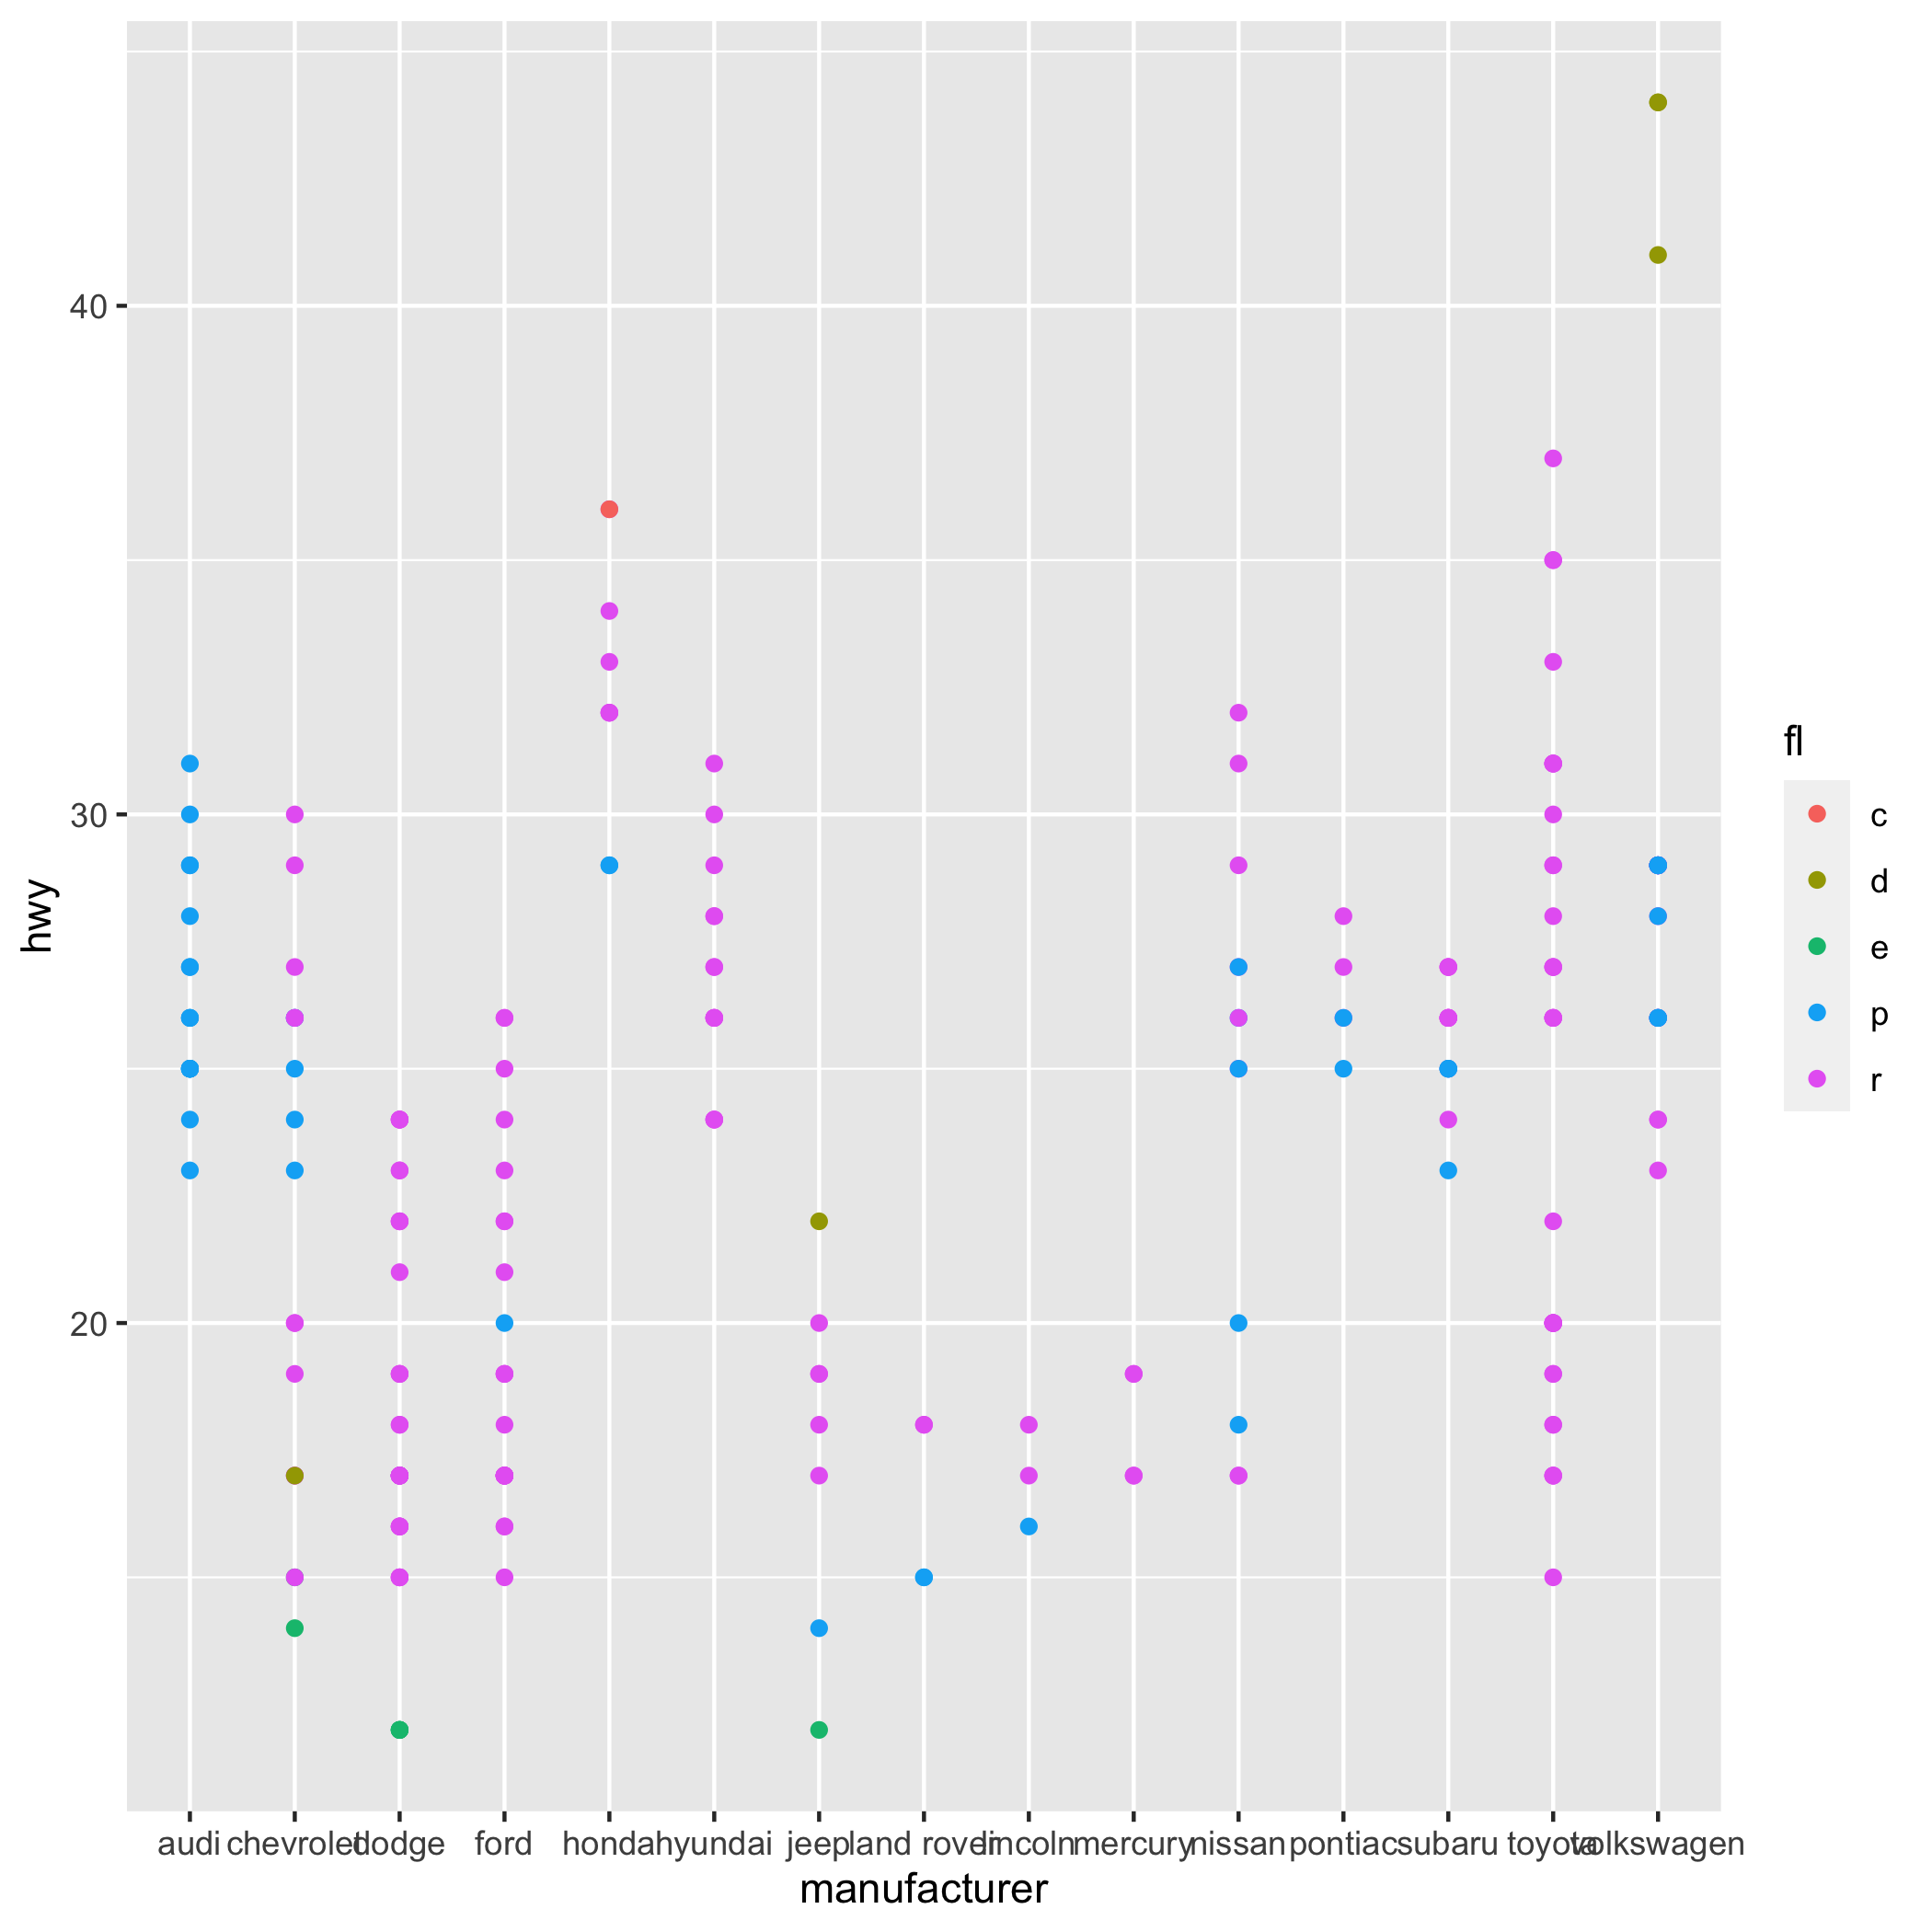 40
30
20
hwy
audi chevrolet dodge ford honda hyundai jeep land rover lincoln mercury nissan pontiac subaru toyota volkswagen
manufacturer
fl
c
d
e
p
r